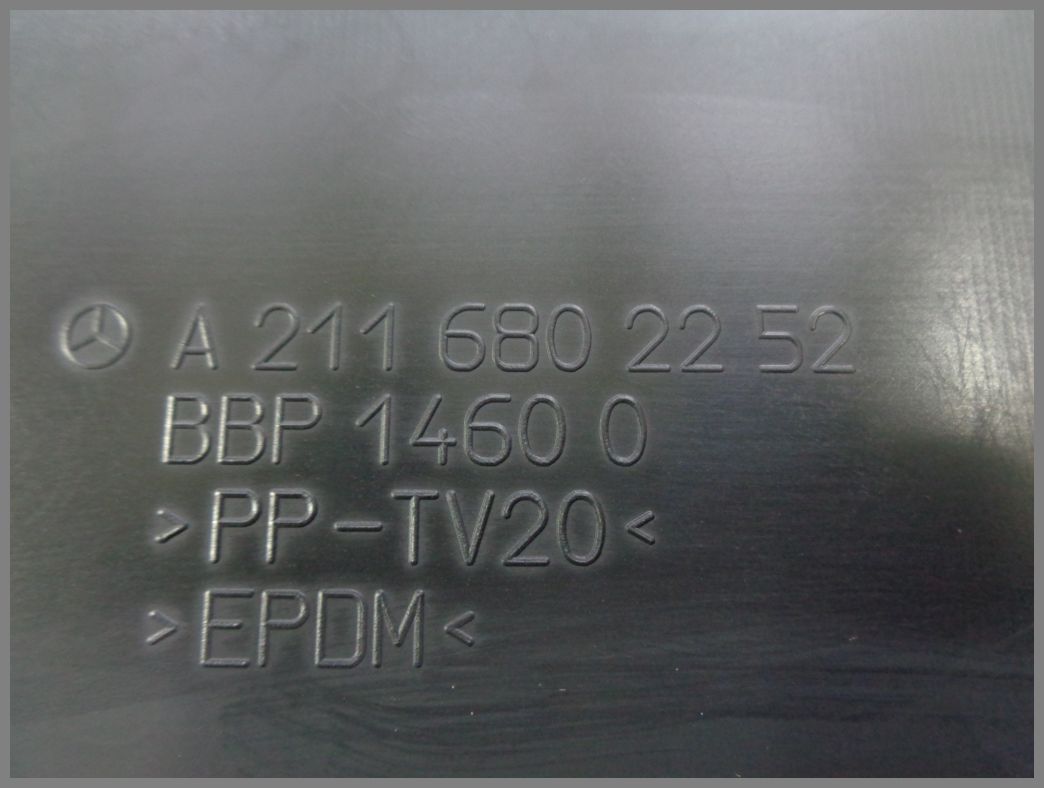 A 211 680 22 52
BBP 1460 0
>PP-TV20<
>EPDM<